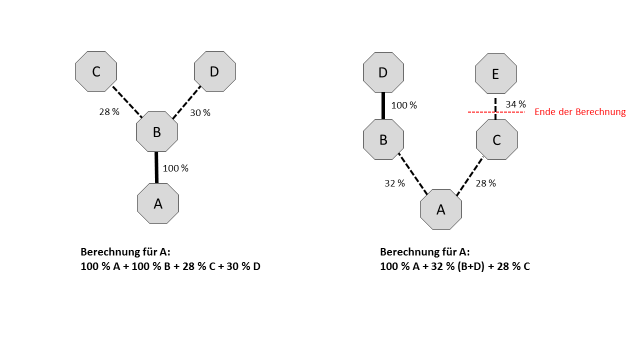 C
D
28 %
30 %
B
100 %
A
Berechnung für A:
100 % A + 100 % B + 28 % C + 30 % D
D
E
100 %
34 %
Ende der Berechnung
B
C
32 %
28 %
A
Berechnung für A:
100 % A + 32 % (B+D) + 28 % C